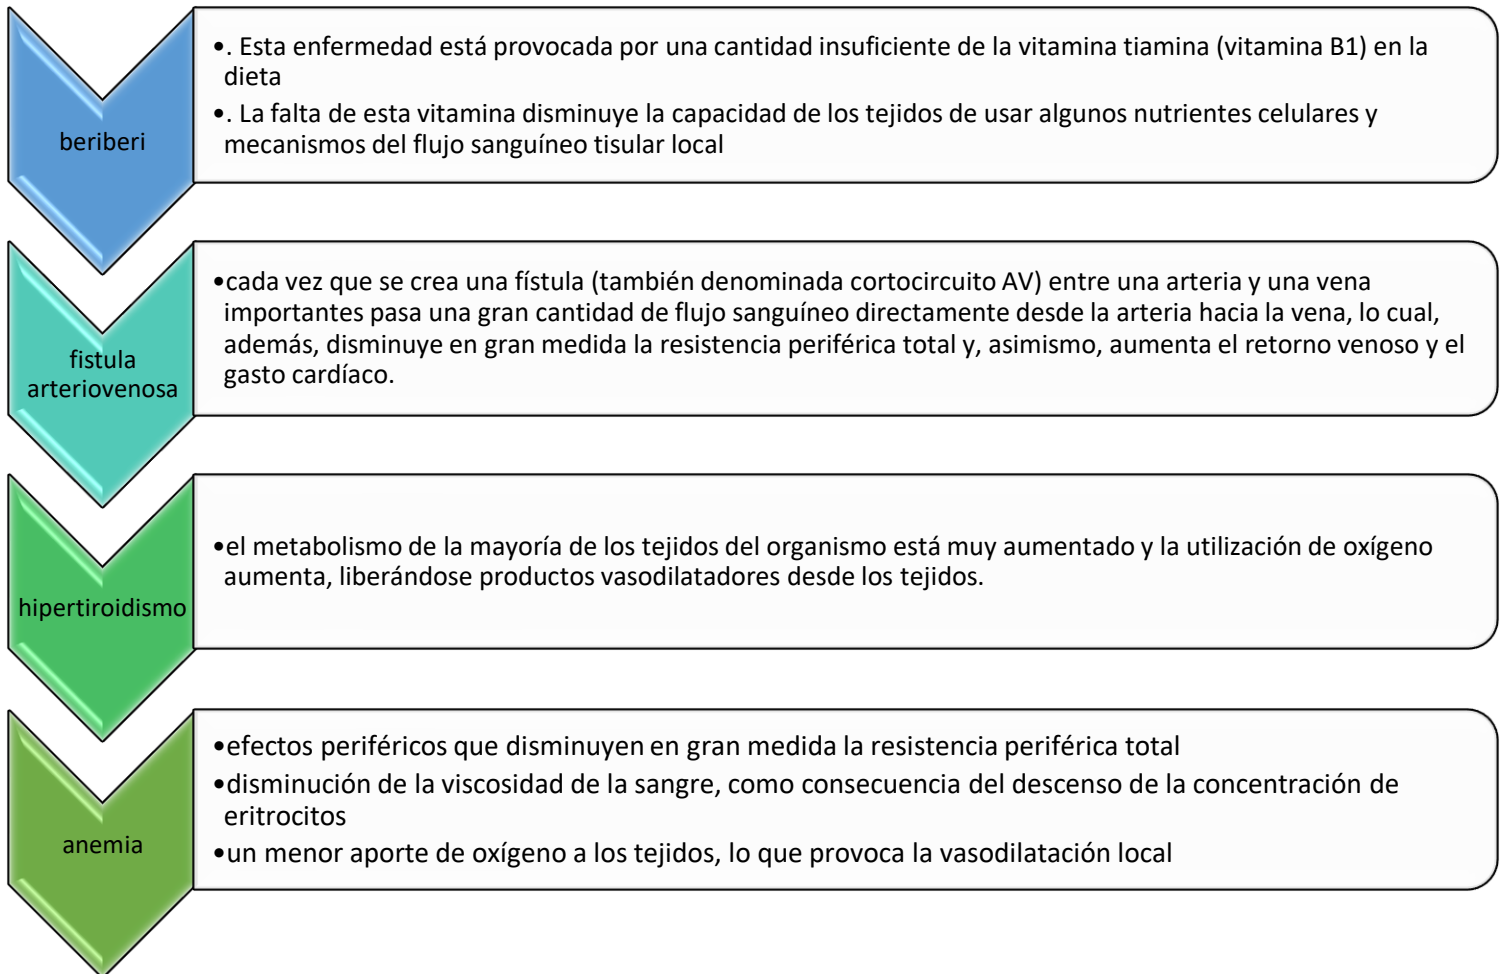 beriberi
•. Esta enfermedad está provocada por una cantidad insuficiente de la vitamina tiamina (vitamina B1) en la
dieta
•. La falta de esta vitamina disminuye la capacidad de los tejidos de usar algunos nutrientes celulares y
mecanismos del flujo sanguíneo tisular local
fistula
arteriovenosa
•cada vez que se crea una fístula (también denominada cortocircuito AV) entre una arteria y una vena
importantes pasa una gran cantidad de flujo sanguíneo directamente desde la arteria hacia la vena, lo cual,
además, disminuye en gran medida la resistencia periférica total y, asimismo, aumenta el retorno venoso y el
gasto cardíaco.
hipertiroidismo
•el metabolismo de la mayoría de los tejidos del organismo está muy aumentado y la utilización de oxígeno
aumenta, liberándose productos vasodilatadores desde los tejidos.
anemia
•efectos periféricos que disminuyen en gran medida la resistencia periférica total
•disminución de la viscosidad de la sangre, como consecuencia del descenso de la concentración de
eritrocitos
•un menor aporte de oxígeno a los tejidos, lo que provoca la vasodilatación local